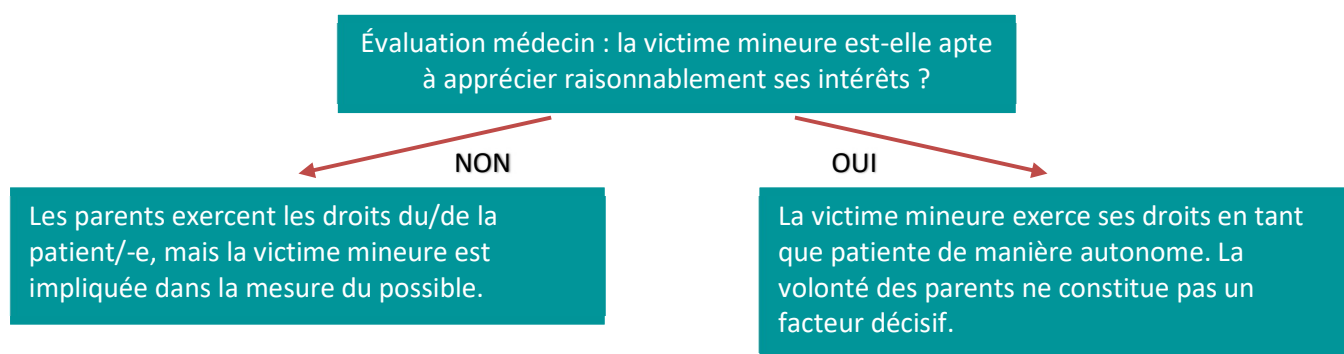 Évaluation médecin : la victime mineure est-elle apte
à apprécier raisonnablement ses intérêts ?
NON
OUI
Les parents exercent les droits du/de la
patient/-e, mais la victime mineure est
impliquée dans la mesure du possible.
La victime mineure exerce ses droits en tant
que patiente de manière autonome. La
volonté des parents ne constitue pas un
facteur décisif.